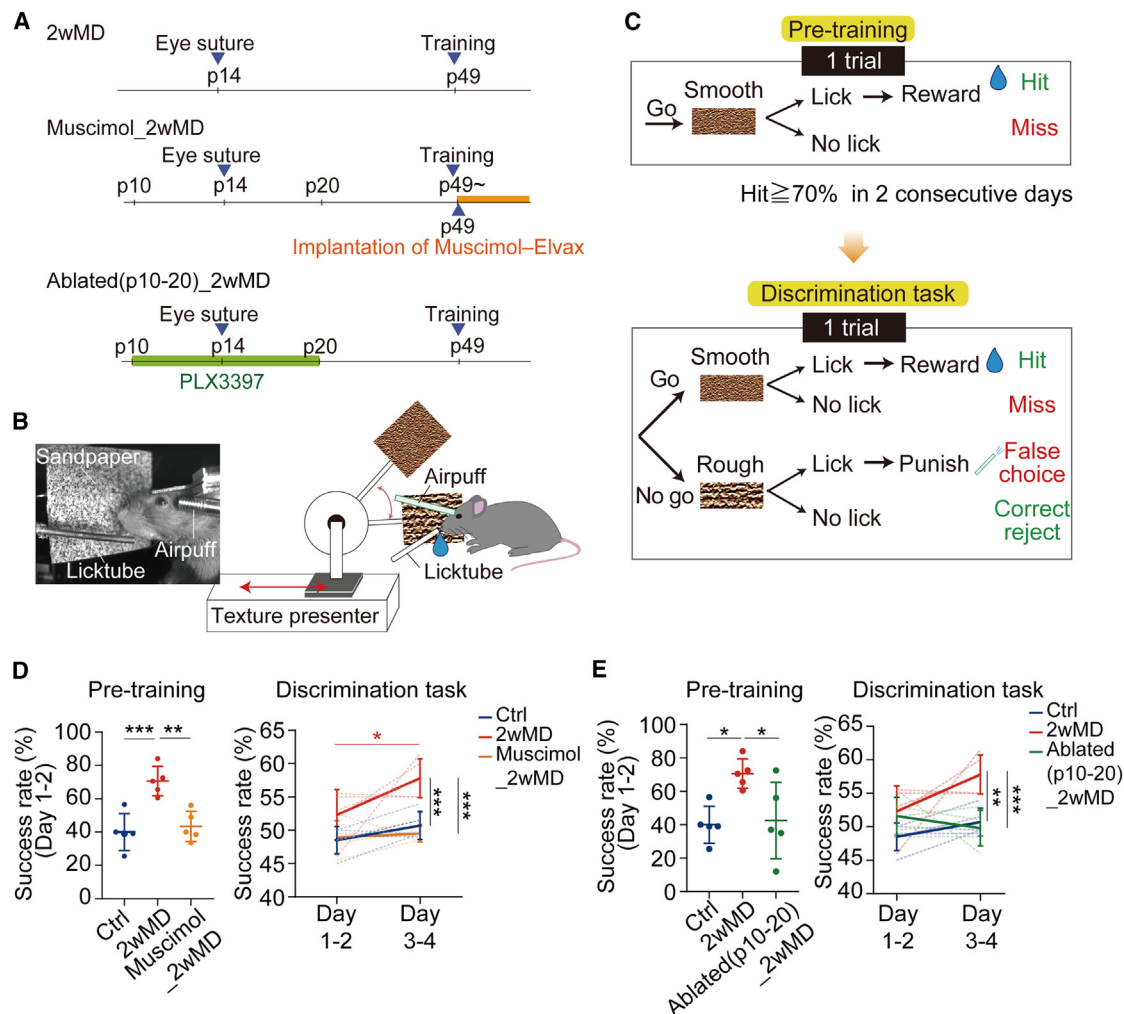 A
2wMD
Eye suture
Training
p14
p49
Muscimol_2wMD
Eye suture
Training
p10
p14
p20
p49~
p49
Implantation of Muscimol–Elvax
Ablated(p10-20)_2wMD
Eye suture
Training
p10
p14
p20
p49
PLX3397
B
Sandpaper
Airpuff
Licktube
Airpuff
Licktube
Texture presenter
C
Pre-training
1 trial
Go
Smooth
Lick
Reward
Hit
No lick
Miss
Hit≧70% in 2 consecutive days
Discrimination task
1 trial
Go
Smooth
Lick
Reward
Hit
No lick
Miss
No go
Rough
Lick
Punish
False
choice
No lick
Correct
reject
D
Pre-training
Success rate (%)
(Day 1-2)
100
80
60
40
20
0
*** **
Ctrl
2wMD
Muscimol
_2wMD
Discrimination task
Success rate (%)
65
60
55
50
45
40
*
***
***
Ctrl
2wMD
Muscimol
_2wMD
Day
1-2
Day
3-4
E
Pre-training
Success rate (%)
(Day 1-2)
100
80
60
40
20
0
* *
Ctrl
2wMD
Ablated(p10-20)
_2wMD
Discrimination task
Success rate (%)
65
60
55
50
45
40
**
***
Ctrl
2wMD
Ablated
(p10-20)
_2wMD
Day
1-2
Day
3-4